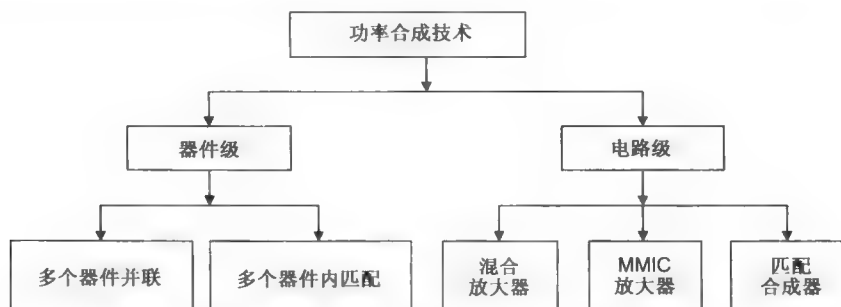 功率合成技术
器件级
电路级
多个器件并联
多个器件内匹配
混合
放大器
MMIC
放大器
匹配
合成器